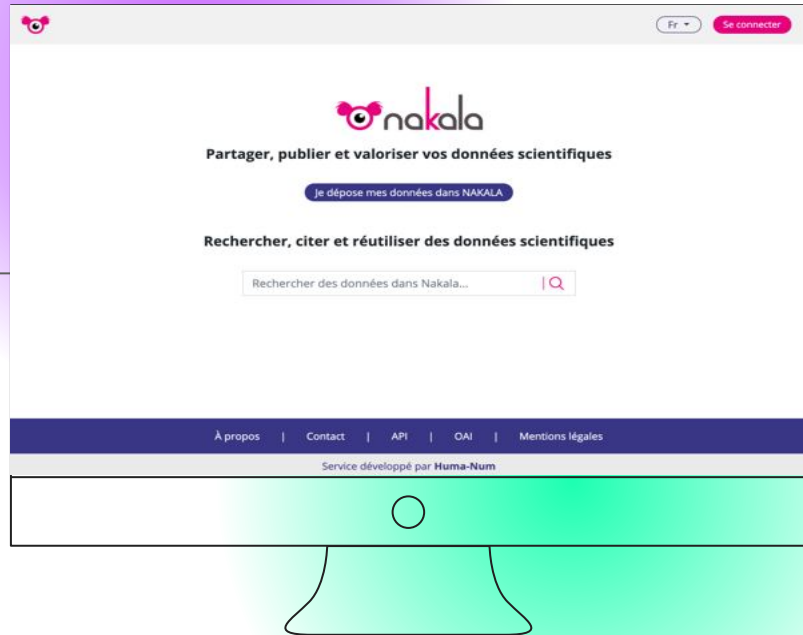 Fr
Se connecter
nakala
Partager, publier et valoriser vos données scientifiques
Je dépose mes données dans NAKALA
Rechercher, citer et réutiliser des données scientifiques
Rechercher des données dans Nakala...
À propos | Contact | API | OAI | Mentions légales
Service développé par Huma-Num